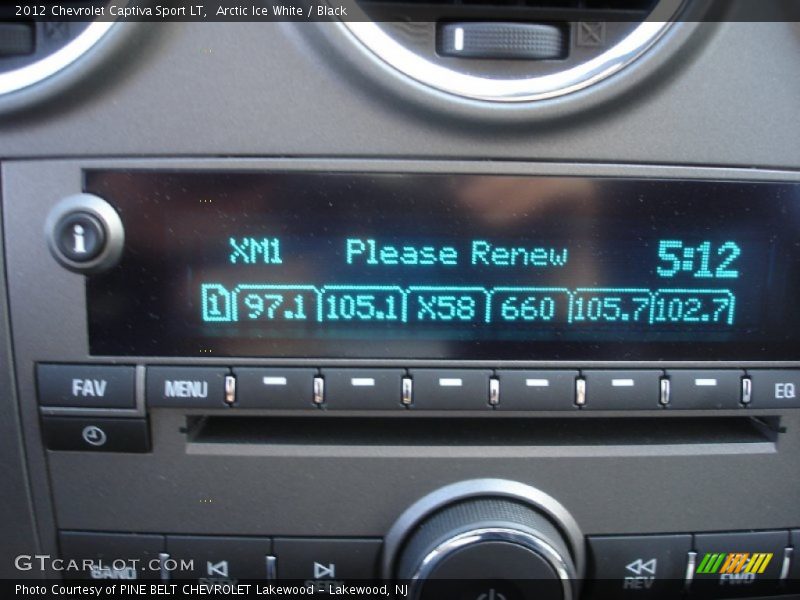 2012 Chevrolet Captiva Sport LT, Arctic Ice White / Black
i
XM1 Please Renew 5:12
1 97.1 105.1 X58 660 105.7 102.7
FAV MENU EQ
BAND
REV FWD
GTCARLOT.COM
Photo Courtesy of PINE BELT CHEVROLET Lakewood - Lakewood, NJ